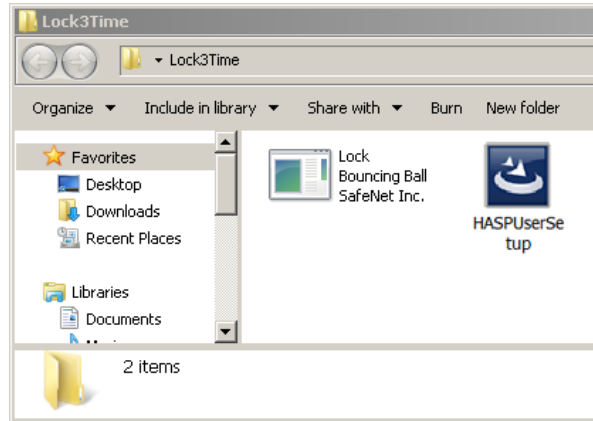 Lock3Time
Lock3Time
Organize Include in library Share with Burn New folder
Favorites
Desktop
Downloads
Recent Places
Libraries
Documents
Lock
Bouncing Ball
SafeNet Inc.
HASPUserSe
tup
2 items